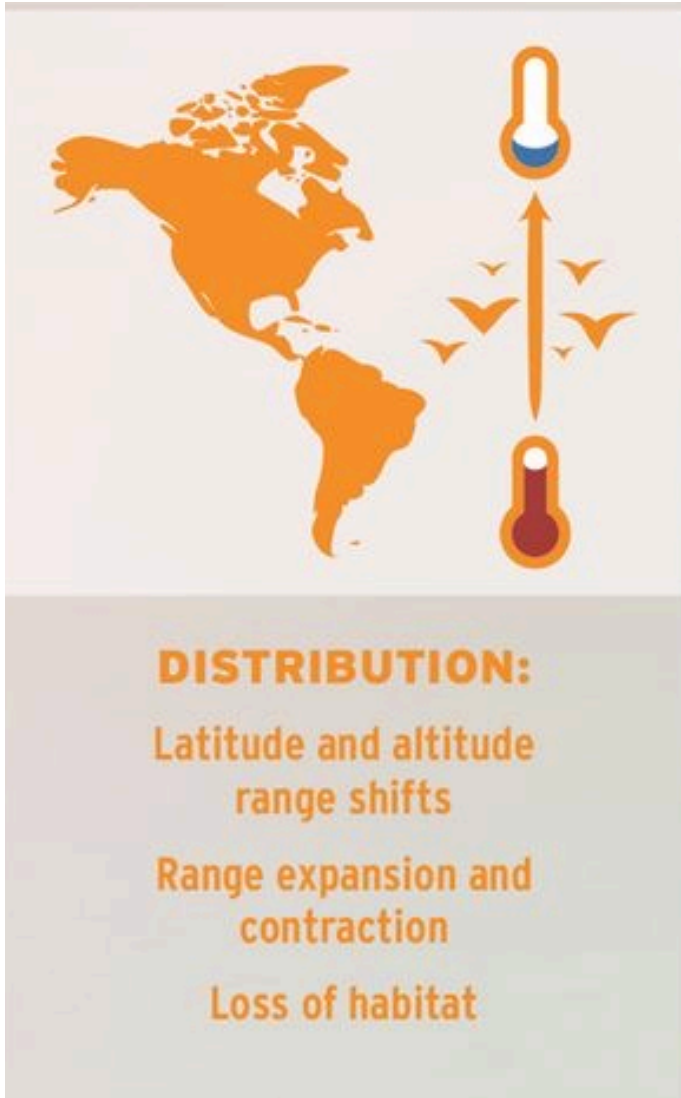 DISTRIBUTION:
Latitude and altitude
range shifts
Range expansion and
contraction
Loss of habitat